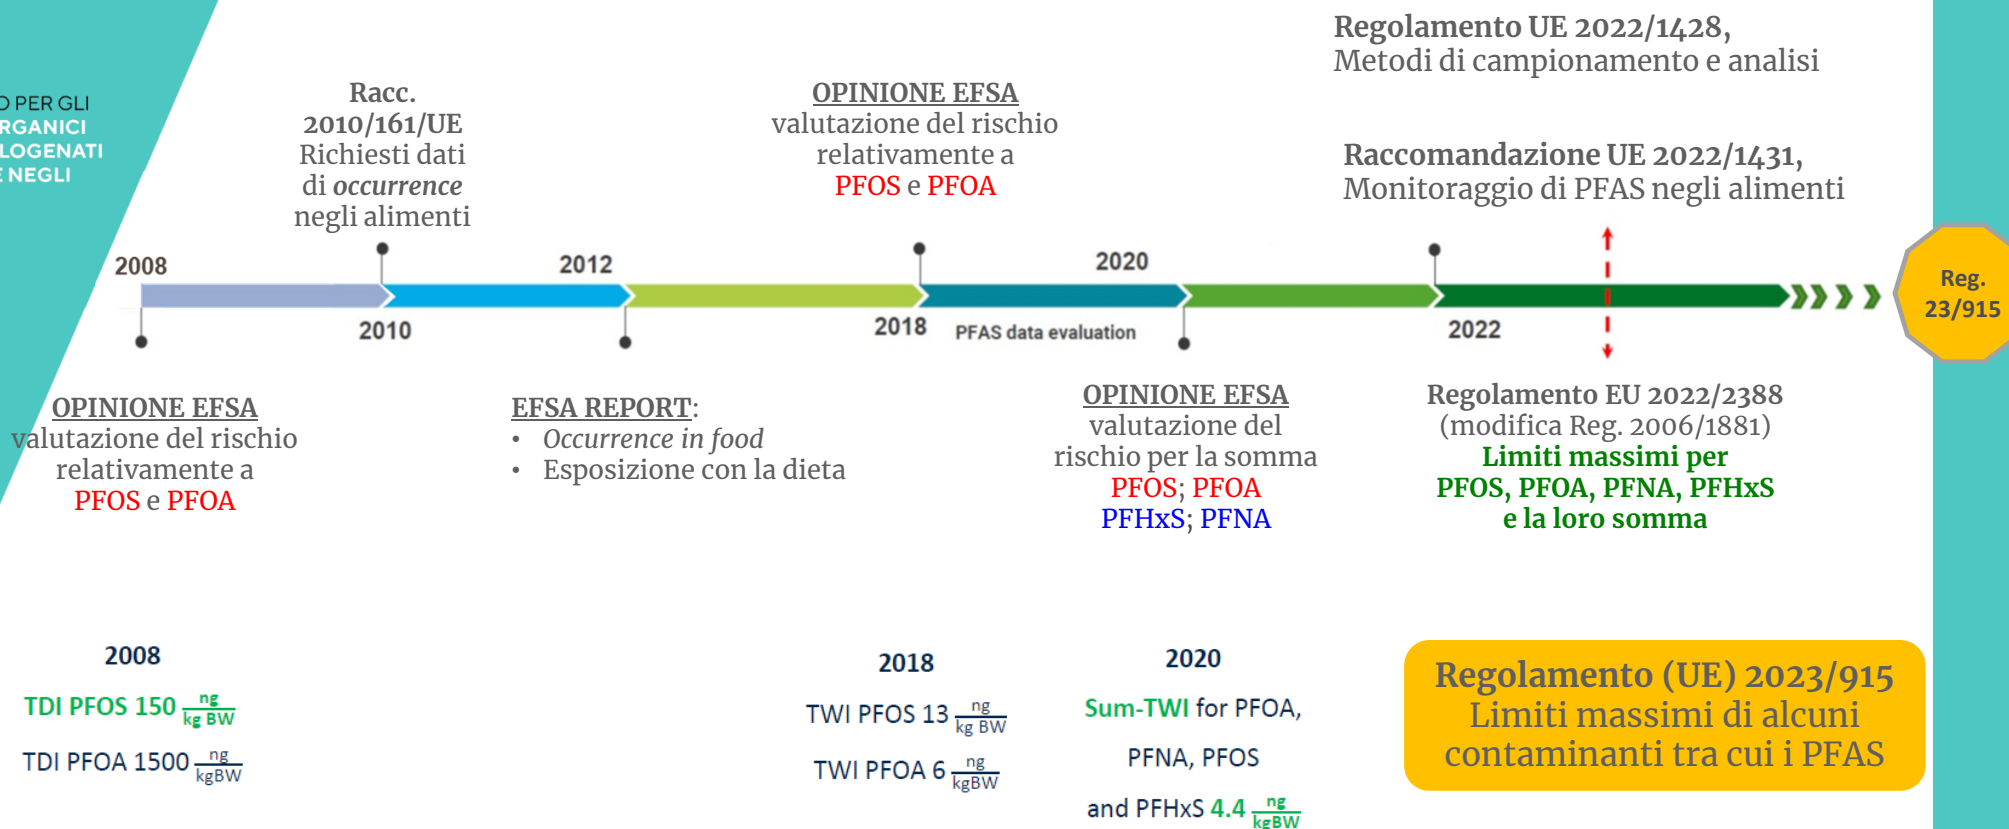 O PER GLI
RGANICI
LOGENATI
E NEGLI
Racc.
2010/161/UE
Richiesti dati
di occurrence
negli alimenti
OPINIONE EFSA
valutazione del rischio
relativamente a
PFOS e PFOA
Regolamento UE 2022/1428,
Metodi di campionamento e analisi
Raccomandazione UE 2022/1431,
Monitoraggio di PFAS negli alimenti
2008
2012
2020
2010
2018
PFAS data evaluation
2022
Reg.
23/915
OPINIONE EFSA
valutazione del rischio
relativamente a
PFOS e PFOA
EFSA REPORT:
• Occurrence in food
• Esposizione con la dieta
OPINIONE EFSA
valutazione del
rischio per la somma
PFOS; PFOA
PFHxS; PFNA
Regolamento EU 2022/2388
(modifica Reg. 2006/1881)
Limiti massimi per
PFOS, PFOA, PFNA, PFHxS
e la loro somma
2008
TDI PFOS 150 ng/kg BW
TDI PFOA 1500 ng/kgBW
2018
TWI PFOS 13 ng/kg BW
TWI PFOA 6 ng/kgBW
2020
Sum-TWI for PFOA,
PFNA, PFOS
and PFHxS 4.4 ng/kgBW
Regolamento (UE) 2023/915
Limiti massimi di alcuni
contaminanti tra cui i PFAS